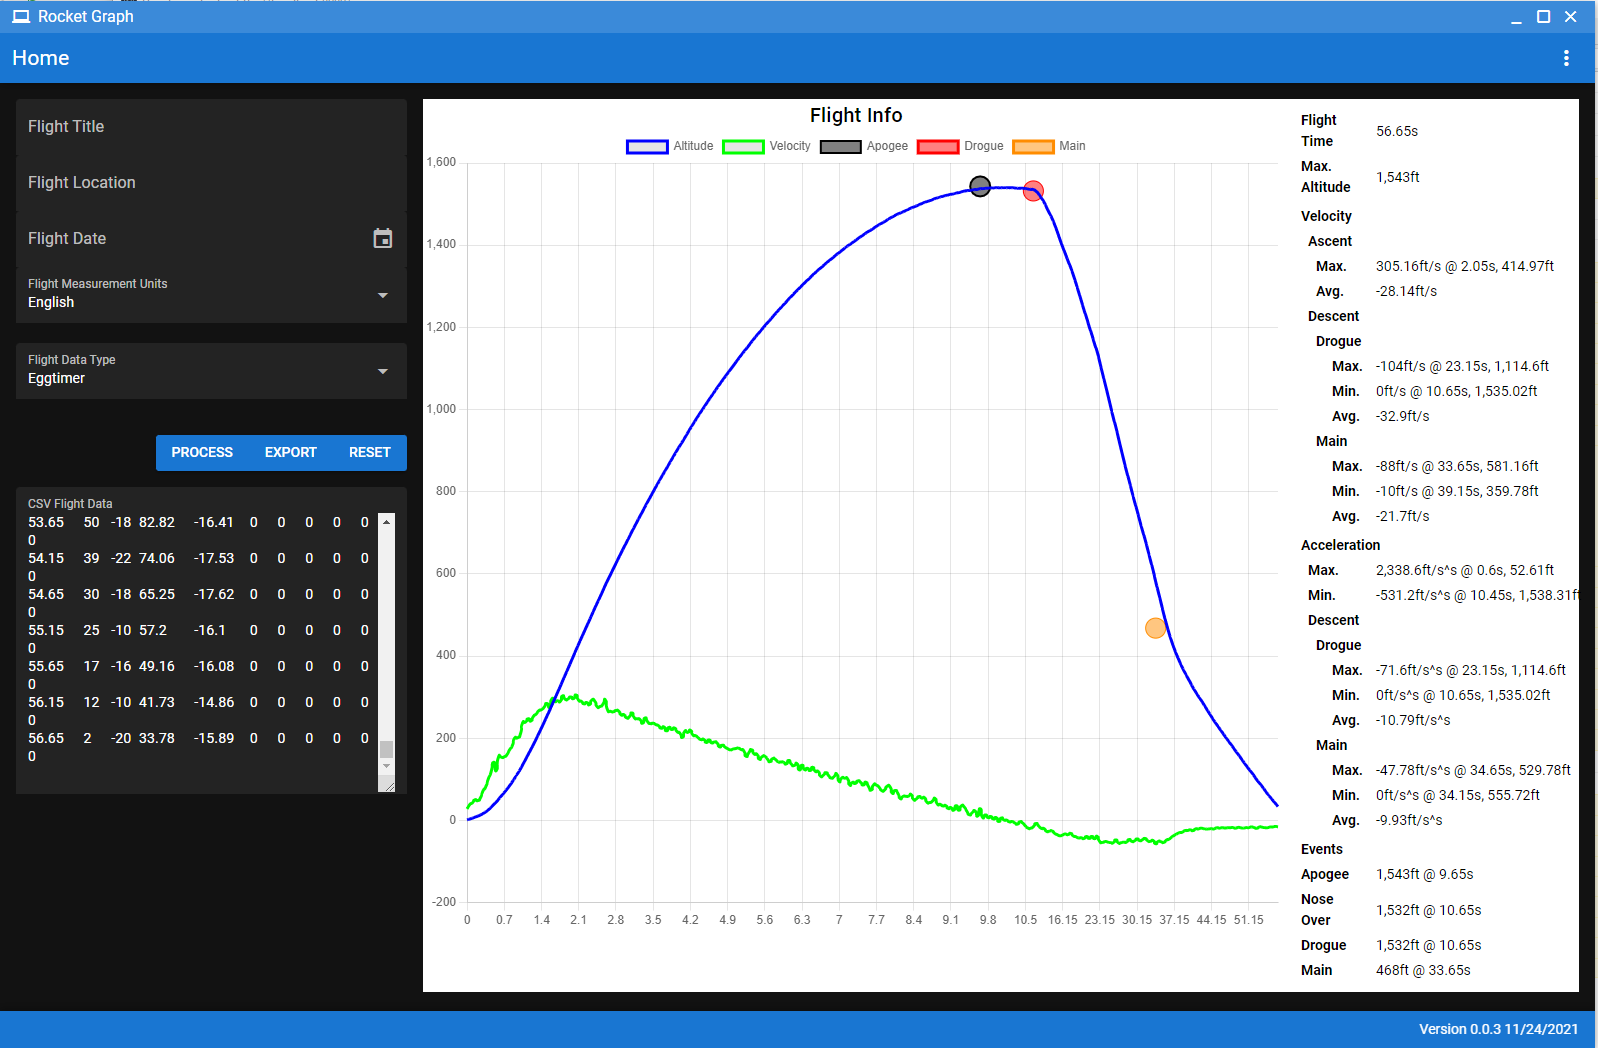 Rocket Graph
Home
Flight Title
Flight Location
Flight Date
Flight Measurement Units
English
Flight Data Type
Eggtimer
PROCESS EXPORT RESET
CSV Flight Data
53.65 50 -18 82.82 -16.41 0 0 0 0 0
0
54.15 39 -22 74.06 -17.53 0 0 0 0 0
0
54.65 30 -18 65.25 -17.62 0 0 0 0 0
0
55.15 25 -10 57.2 -16.1 0 0 0 0 0
0
55.65 17 -16 49.16 -16.08 0 0 0 0 0
0
56.15 12 -10 41.73 -14.86 0 0 0 0 0
0
56.65 2 -20 33.78 -15.89 0 0 0 0 0
0
Flight Info
Altitude Velocity Apogee Drogue Main
1,600
1,400
1,200
1,000
800
600
400
200
0
-200
0 0.7 1.4 2.1 2.8 3.5 4.2 4.9 5.6 6.3 7 7.7 8.4 9.1 9.8 10.5 16.15 23.15 30.15 37.15 44.15 51.15
Flight
Time 56.65s
Max.
Altitude 1,543ft
Velocity
Ascent
Max. 305.16ft/s @ 2.05s, 414.97ft
Avg. -28.14ft/s
Descent
Drogue
Max. -104ft/s @ 23.15s, 1,114.6ft
Min. 0ft/s @ 10.65s, 1,535.02ft
Avg. -32.9ft/s
Main
Max. -88ft/s @ 33.65s, 581.16ft
Min. -10ft/s @ 39.15s, 359.78ft
Avg. -21.7ft/s
Acceleration
Max. 2,338.6ft/s^s @ 0.6s, 52.61ft
Min. -531.2ft/s^s @ 10.45s, 1,538.31ft
Descent
Drogue
Max. -71.6ft/s^s @ 23.15s, 1,114.6ft
Min. 0ft/s^s @ 10.65s, 1,535.02ft
Avg. -10.79ft/s^s
Main
Max. -47.78ft/s^s @ 34.65s, 529.78ft
Min. 0ft/s^s @ 34.15s, 555.72ft
Avg. -9.93ft/s^s
Events
Apogee 1,543ft @ 9.65s
Nose
Over 1,532ft @ 10.65s
Drogue 1,532ft @ 10.65s
Main 468ft @ 33.65s
Version 0.0.3 11/24/2021